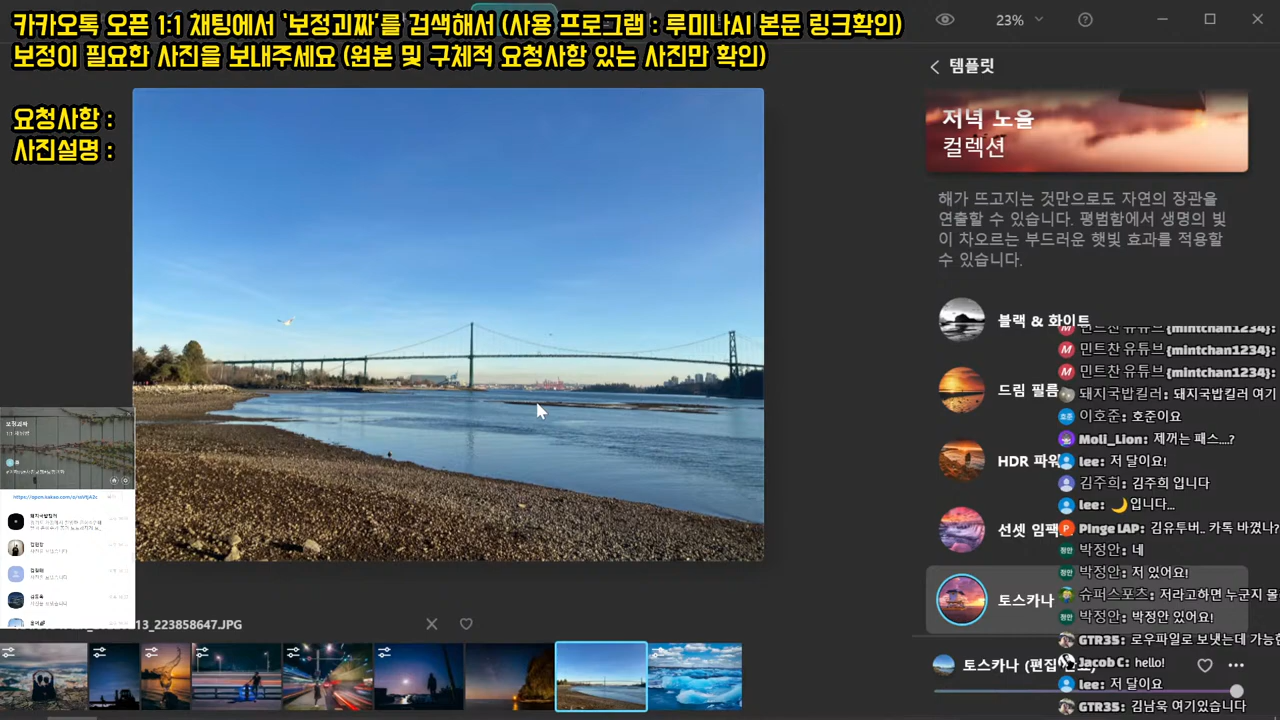 카카오톡 오픈 1:1 채팅에서 '보정괴짜'를 검색해서 (사용 프로그램 : 루미나AI 본문 링크확인)
보정이 필요한 사진을 보내주세요 (원본 및 구체적 요청사항 있는 사진만 확인)
요청사항 :
사진설명 :
23%
템플릿
저녁 노을
컬렉션
해가 뜨고지는 것만으로도 자연의 장관을
연출할 수 있습니다. 평범함에서 생명의 빛
이 차오르는 부드러운 햇빛 효과를 적용할
수 있습니다.
블랙 & 화이트
드림 필름
HDR 파워
선셋 임팩
토스카나
토스카나 (편집
민트찬 유튜브 {mintchan1234}:
민트찬 유튜브 {mintchan1234}:
민트찬 유튜브 {mintchan1234}:
돼지국밥킬러: 돼지국밥킬러 여기
이호준: 호준이요
Moli_Lion: 제꺼는 패스....?
lee: 저 달이요!
김주희: 김주희 입니다
lee: 🌙입니다...
PInge LAP: 김유투버.. 카톡 바꼈나?
박정안: 네
박정안: 저 있어요!
슈퍼스포츠: 저라고하면 누군지 몰
박정안: 박정안 있어요!
GTR35: 로우파일로 보냇는데 가능한
Jacob C: hello!
lee: 저 달이요
GTR35: 김남욱 여기있습니다
보정괴짜
돼지국밥킬러
13_223858647.JPG